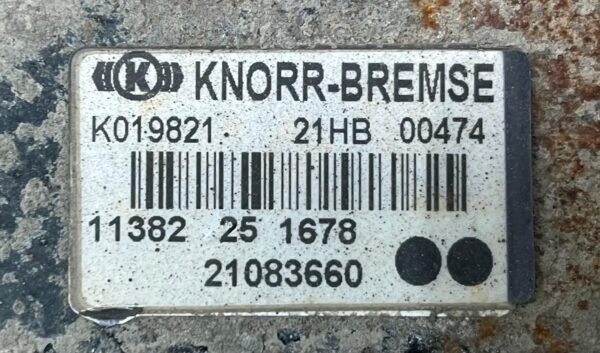 K KNORR-BREMSE
K019821 21HB 00474
11382 25 1678
21083660